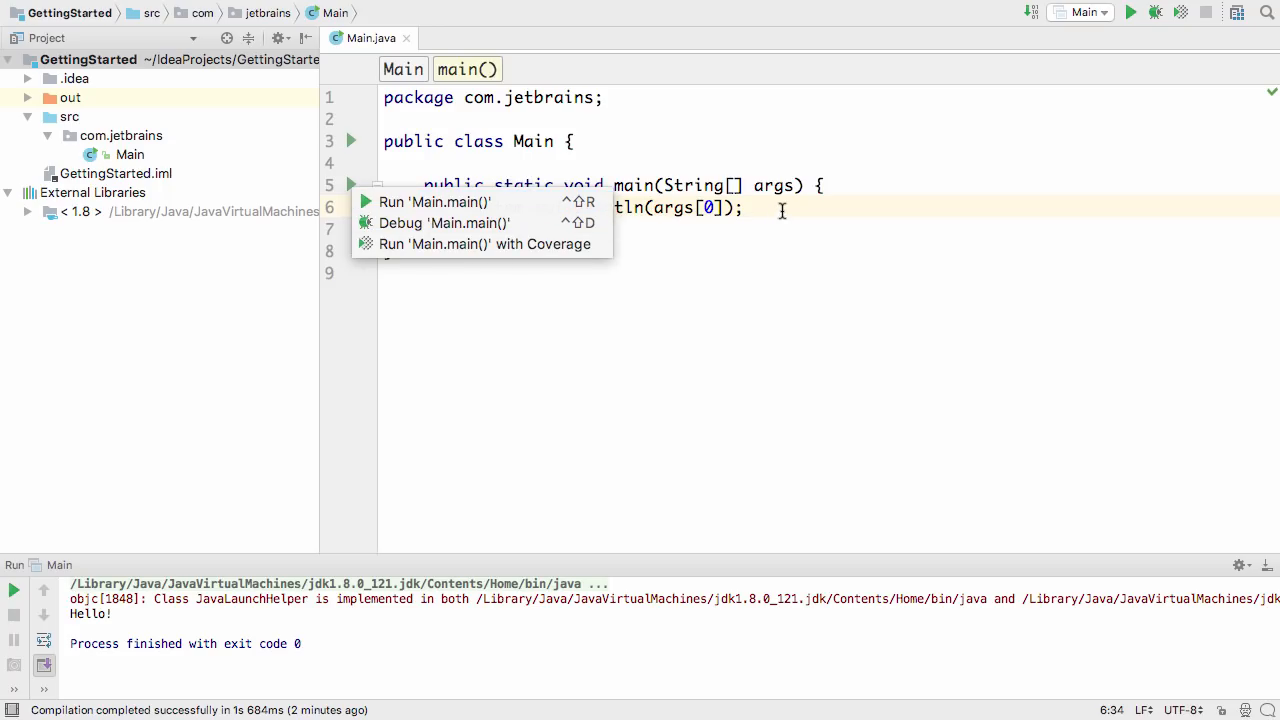 GettingStarted src com jetbrains Main Main
Project
Main.java
GettingStarted ~/IdeaProjects/GettingStarte
.idea
out
src
com.jetbrains
Main
GettingStarted.iml
External Libraries
< 1.8 > /Library/Java/JavaVirtualMachines
Main main()
1 package com.jetbrains;
2
3 public class Main {
4
5 public static void main(String[] args) {
6 tln(args[0]);
7
8
9
Run 'Main.main()' ^⇧R
Debug 'Main.main()' ^⇧D
Run 'Main.main()' with Coverage
Run Main
/Library/Java/JavaVirtualMachines/jdk1.8.0_121.jdk/Contents/Home/bin/java ...
objc[1848]: Class JavaLaunchHelper is implemented in both /Library/Java/JavaVirtualMachines/jdk1.8.0_121.jdk/Contents/Home/bin/java and /Library/Java/JavaVirtualMachines/jd
Hello!
Process finished with exit code 0
Compilation completed successfully in 1s 684ms (2 minutes ago) 6:34 LF UTF-8